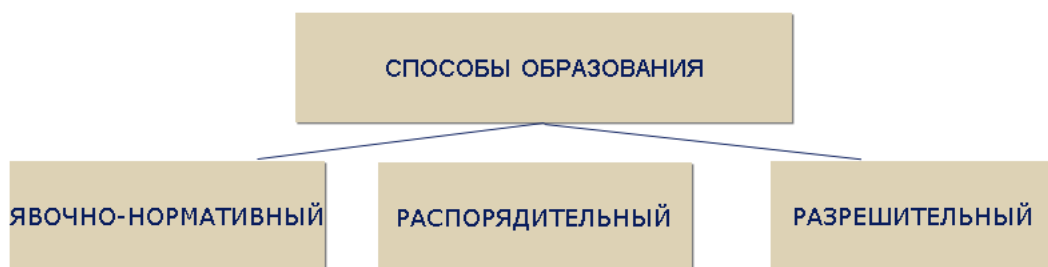 СПОСОБЫ ОБРАЗОВАНИЯ
ЯВОЧНО-НОРМАТИВНЫЙ
РАСПОРЯДИТЕЛЬНЫЙ
РАЗРЕШИТЕЛЬНЫЙ